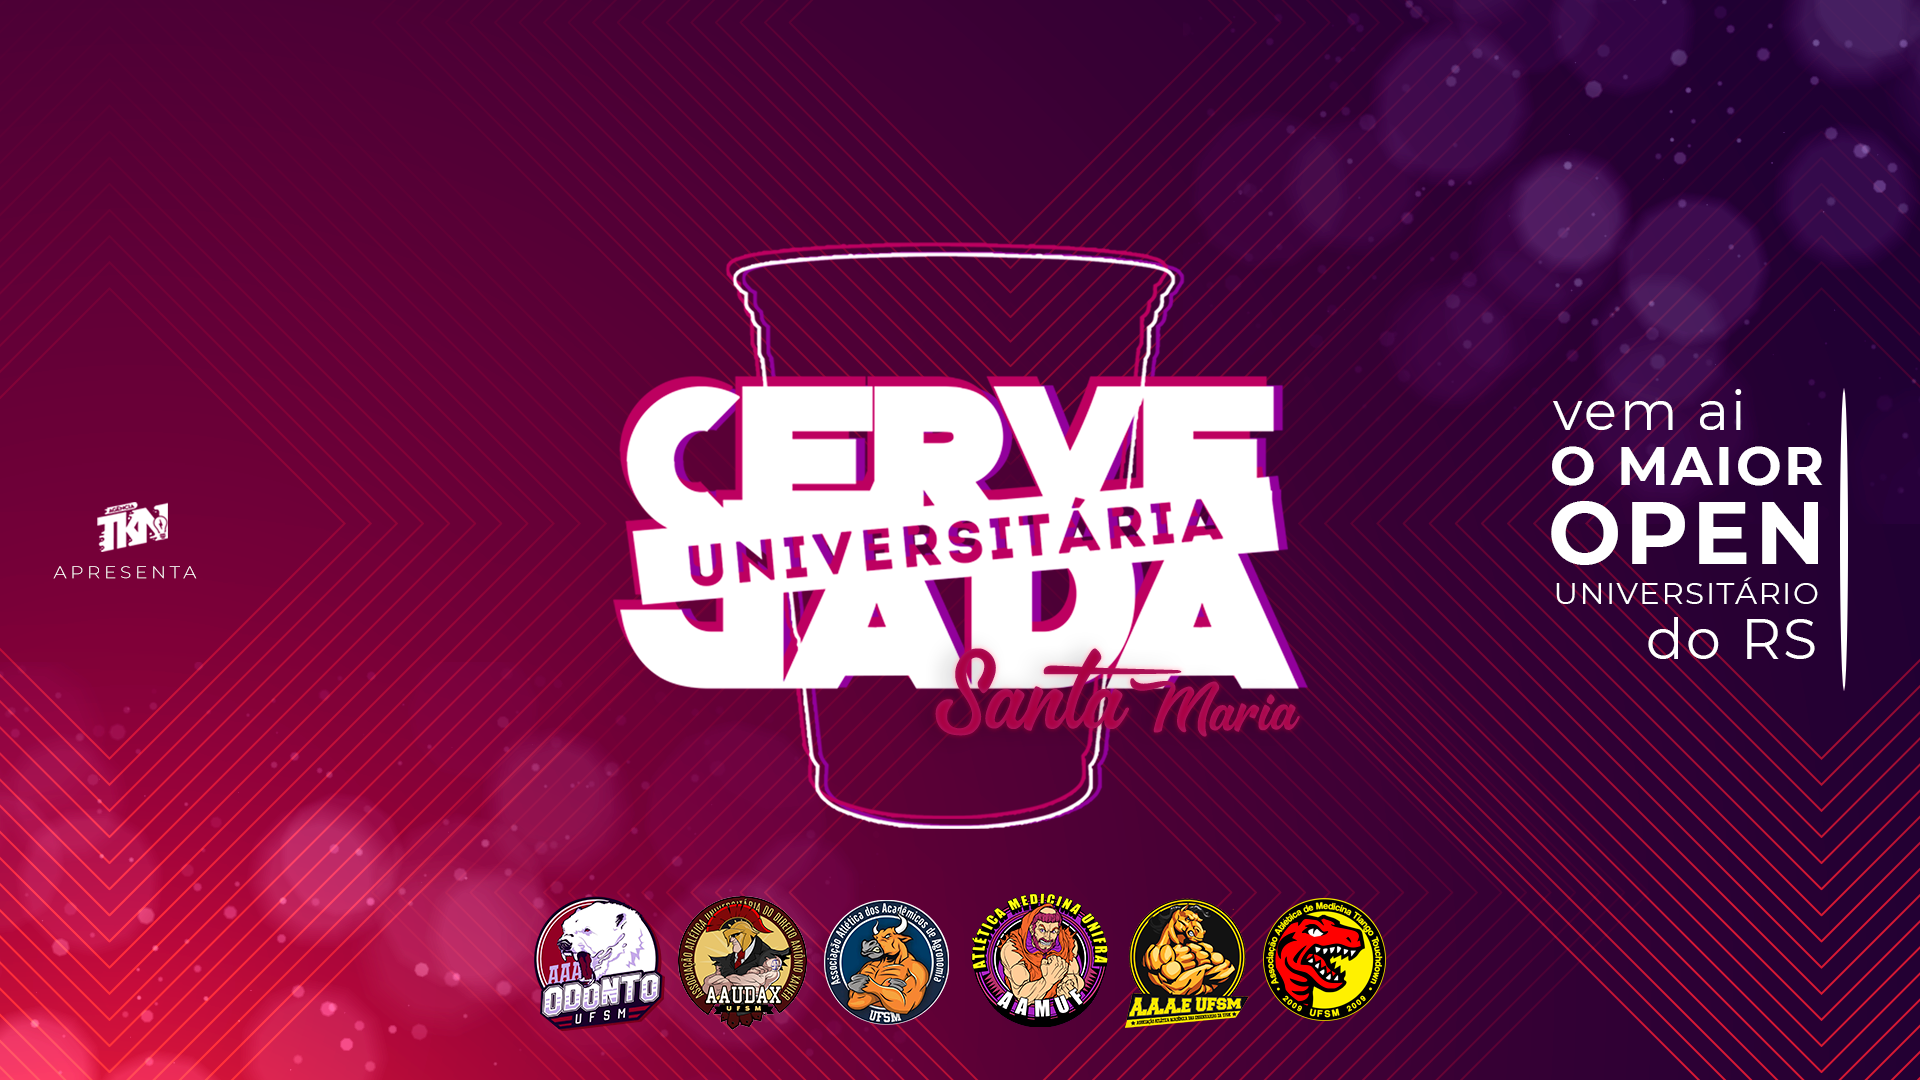 AGÊNCIA
TKN
APRESENTA
CERVE
UNIVERSITÁRIA
JADA
Santa Maria
vem ai
O MAIOR
OPEN
UNIVERSITÁRIO
do RS
AAA
ODONTO
UFSM
ASSOCIAÇÃO ATLÉTICA UNIVERSITÁRIA DO DIREITO ANTÔNIO XAVIER
AAUDAX
UFSM
Associação Atlética dos Acadêmicos de Agronomia
UFSM
ATLÉTICA MEDICINA UNIFRA
AAMUF
A.A.A.E UFSM
Associação Atlética de Medicina Tiango Touchdown
2009 UFSM 2009